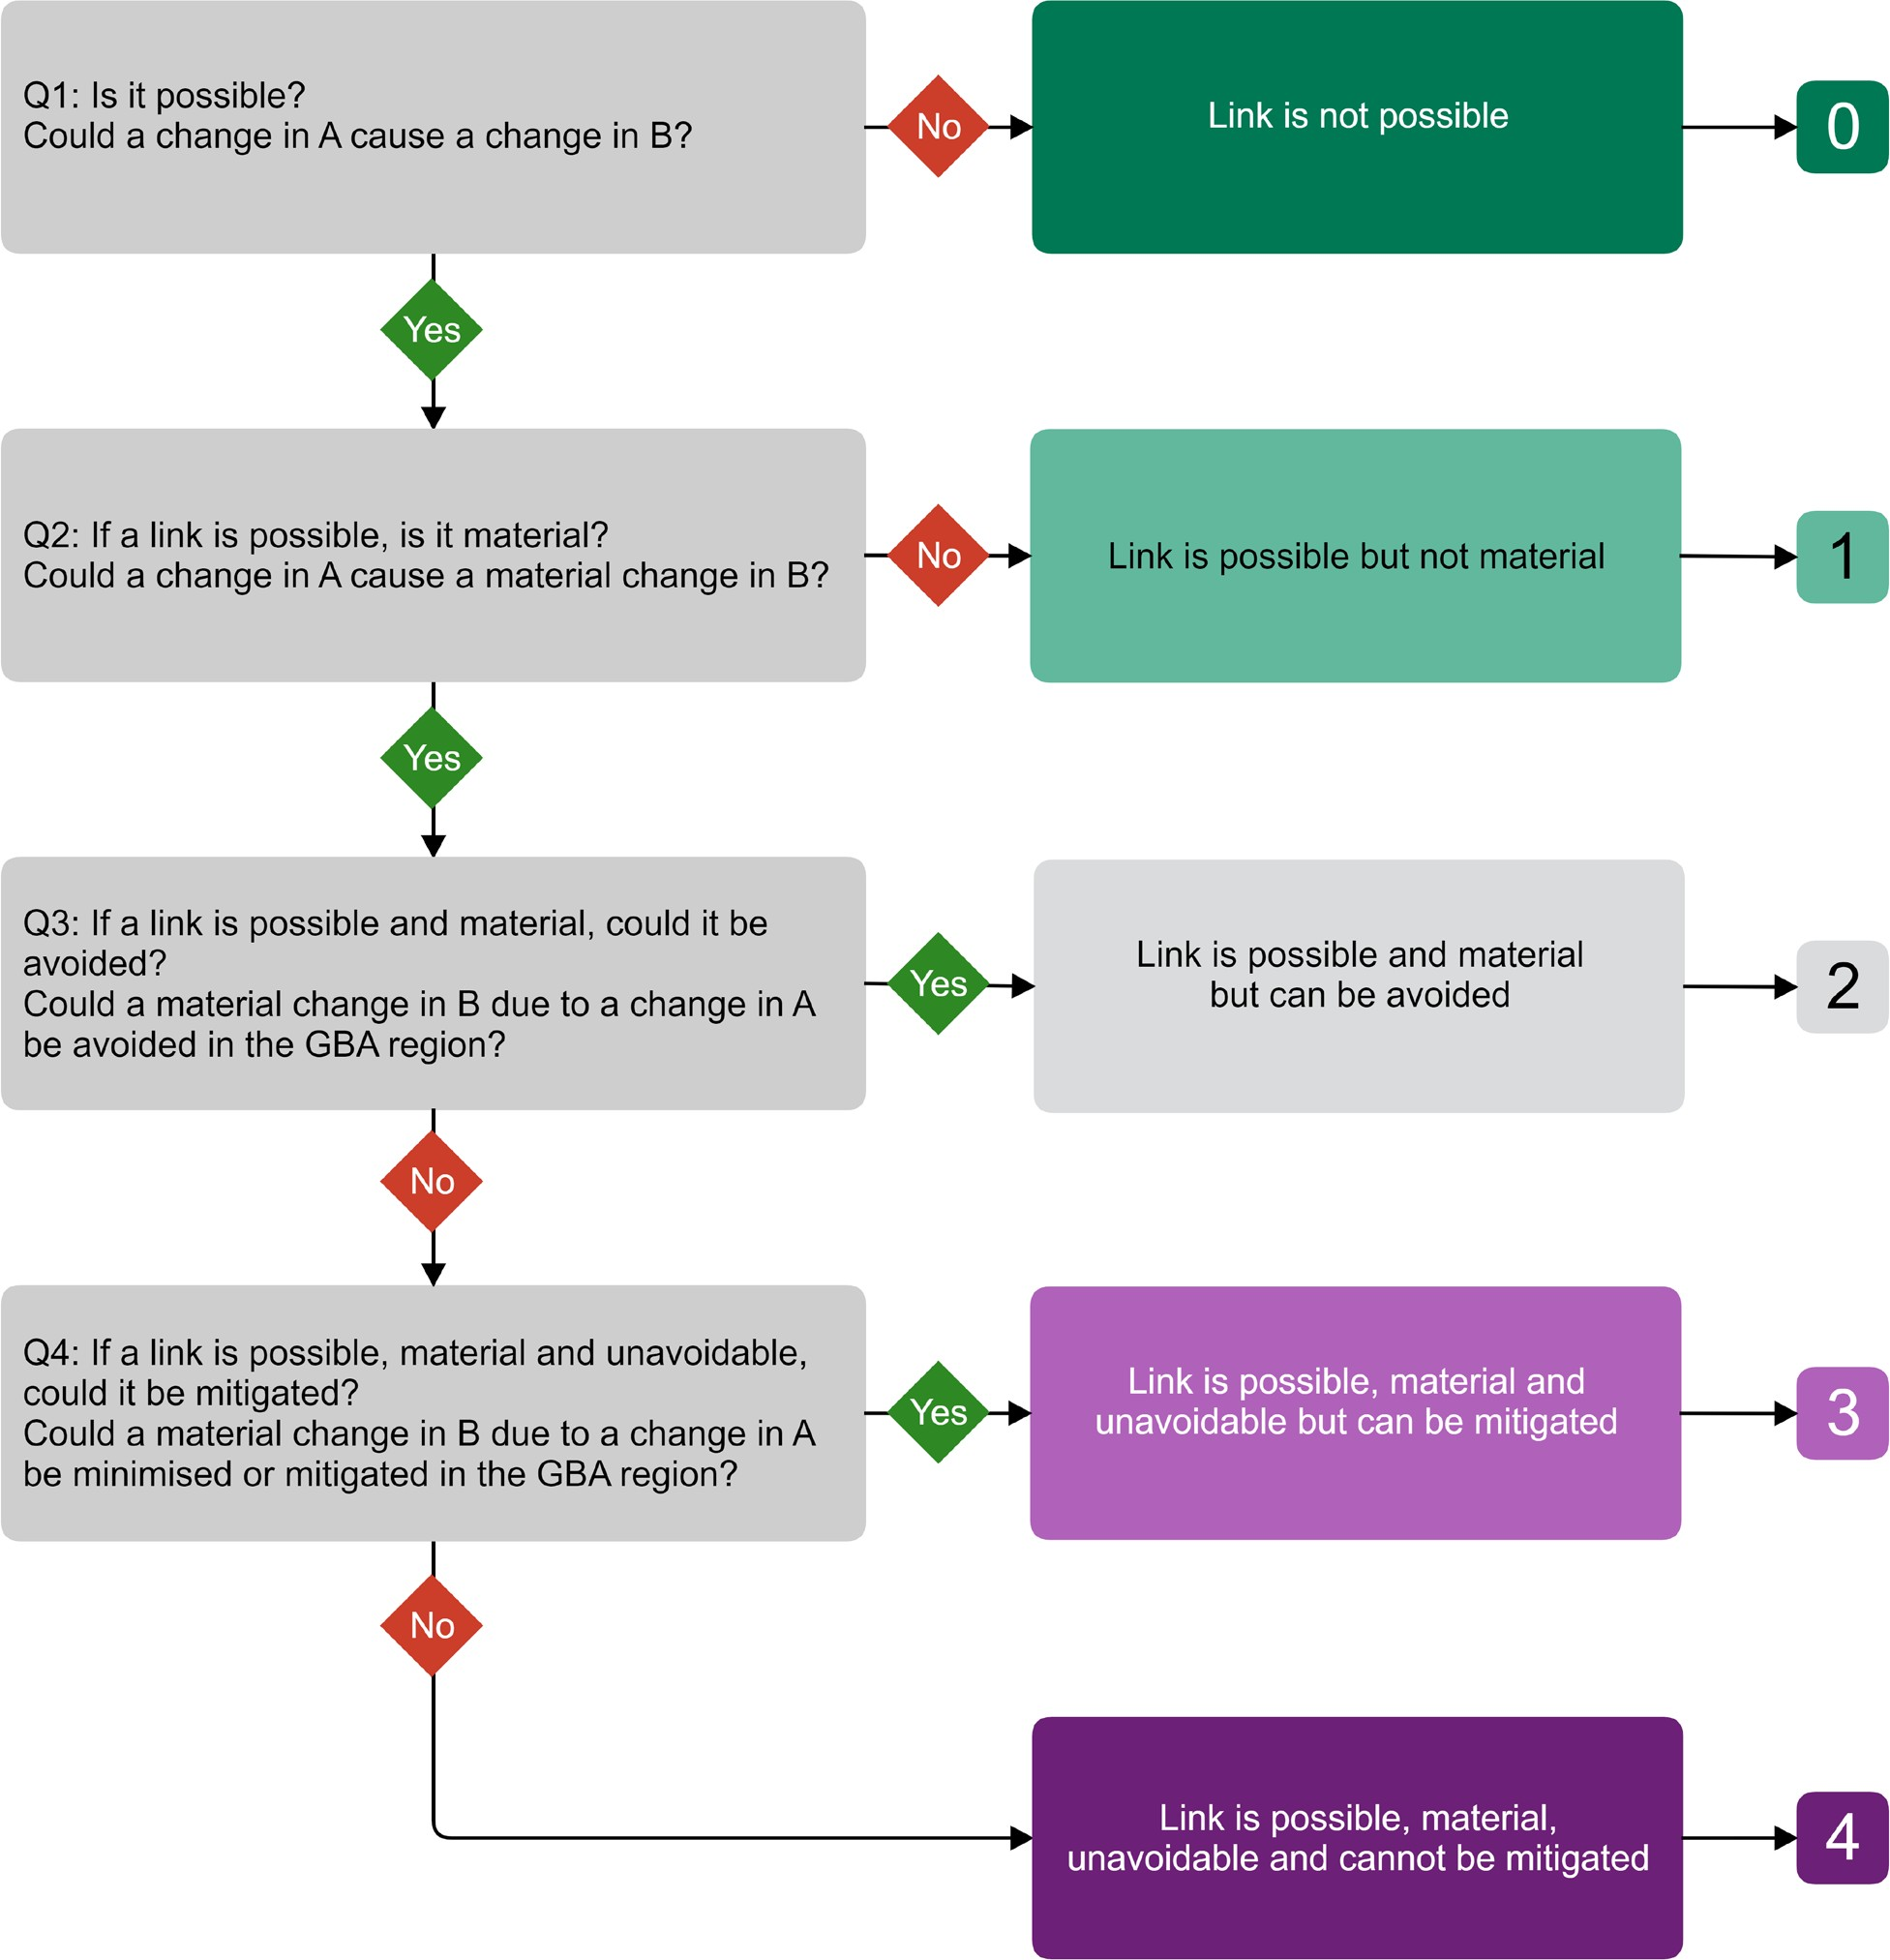 Q1: Is it possible?
Could a change in A cause a change in B?
No
Link is not possible
0
Yes
Q2: If a link is possible, is it material?
Could a change in A cause a material change in B?
No
Link is possible but not material
1
Yes
Q3: If a link is possible and material, could it be
avoided?
Could a material change in B due to a change in A
be avoided in the GBA region?
Yes
Link is possible and material
but can be avoided
2
No
Q4: If a link is possible, material and unavoidable,
could it be mitigated?
Could a material change in B due to a change in A
be minimised or mitigated in the GBA region?
Yes
Link is possible, material and
unavoidable but can be mitigated
3
No
Link is possible, material,
unavoidable and cannot be mitigated
4